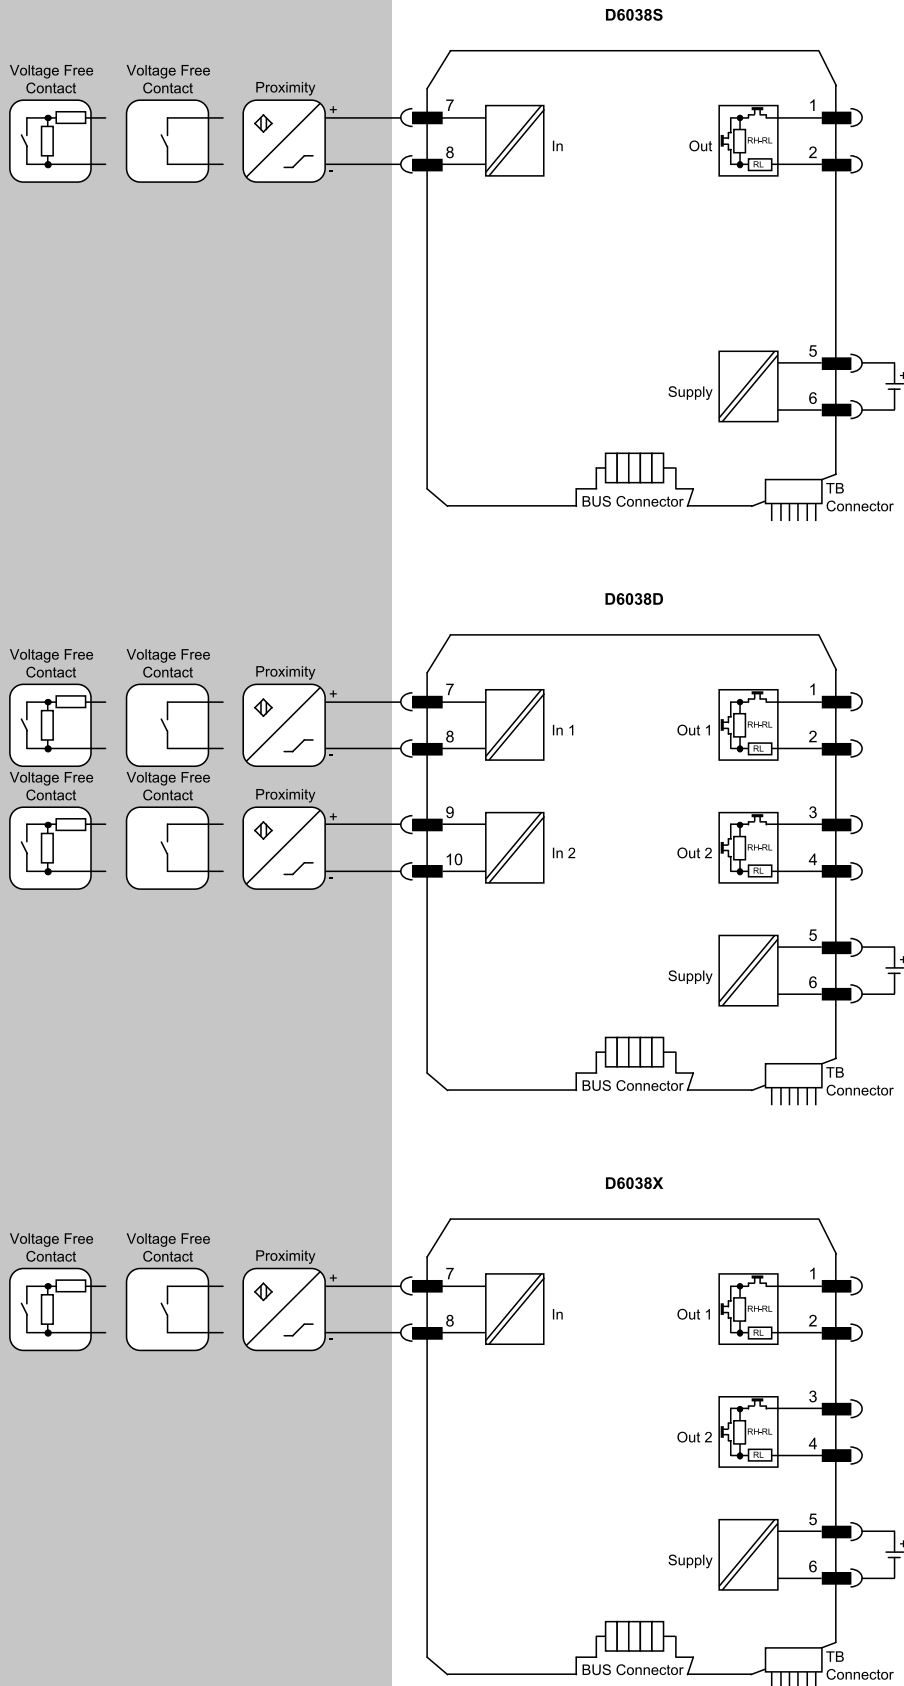 D6038S
Voltage Free
Contact
Voltage Free
Contact
Proximity
+
-
7
8
In
Out
RH-RL
RL
1
2
Supply
5
6
+
BUS Connector
TB
Connector
D6038D
Voltage Free
Contact
Voltage Free
Contact
Proximity
+
-
7
8
In 1
Out 1
RH-RL
RL
1
2
Voltage Free
Contact
Voltage Free
Contact
Proximity
+
-
9
10
In 2
Out 2
RH-RL
RL
3
4
Supply
5
6
+
BUS Connector
TB
Connector
D6038X
Voltage Free
Contact
Voltage Free
Contact
Proximity
+
-
7
8
In
Out 1
RH-RL
RL
1
2
Out 2
RH-RL
RL
3
4
Supply
5
6
+
BUS Connector
TB
Connector